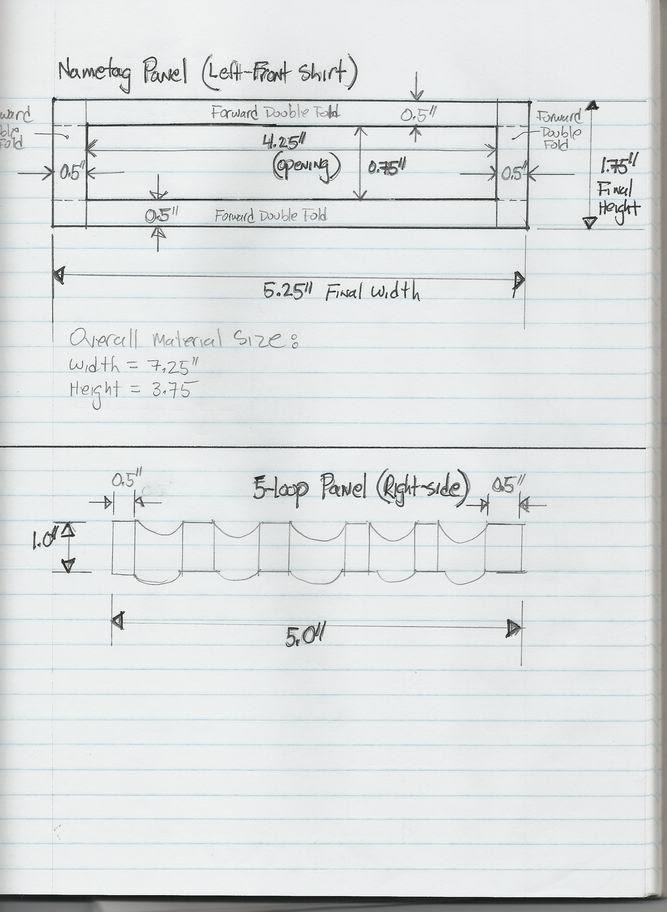 Nametag Panel (Left-Front Shirt)
Forward Double Fold
0.5"
Forward
Double
Fold
4.25"
(opening)
0.75"
0.5"
0.5"
1.75"
Final
Height
0.5"
Forward Double Fold
5.25" Final Width
Overall Material Size:
Width = 7.25"
Height = 3.75
0.5"
5-loop Panel (Right-side)
0.5"
1.0"
5.0"